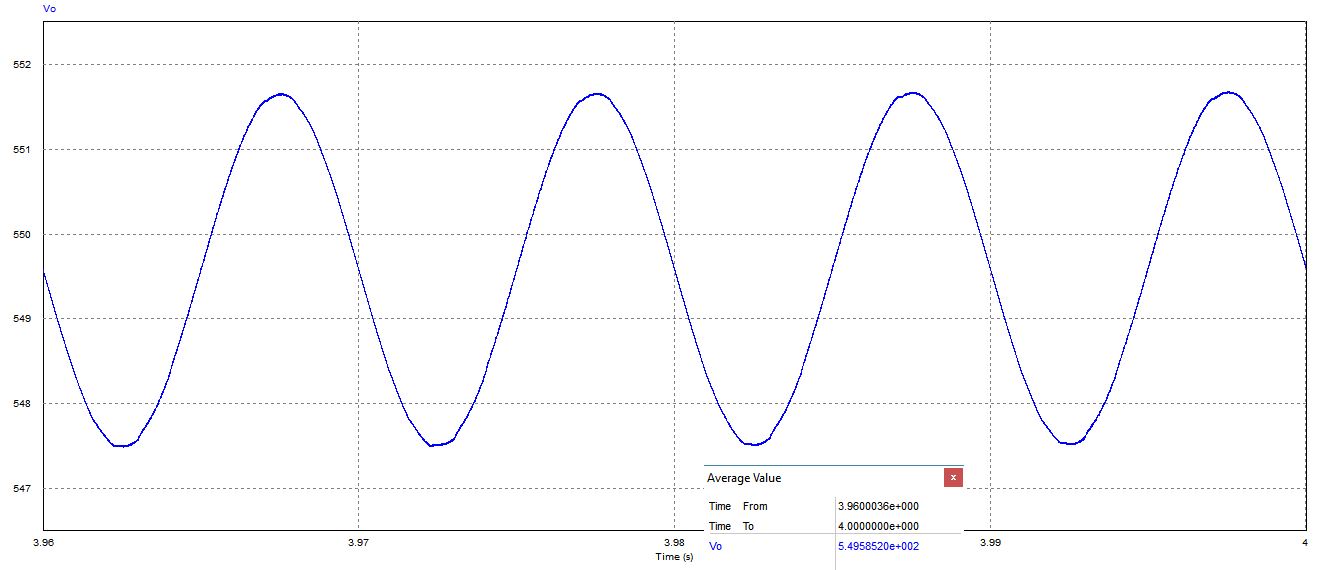 Vo
552
551
550
549
548
547
Average Value x
Time From 3.9600036e+000
Time To 4.0000000e+000
Vo 5.4958520e+002
3.96 3.97 3.98 3.99 4
Time (s)